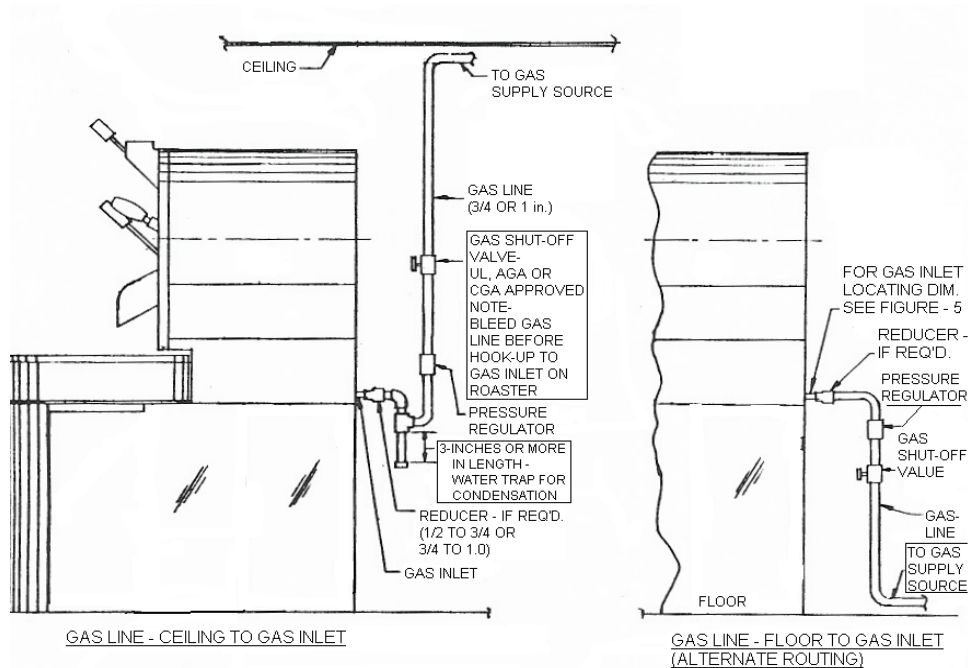 CEILING
TO GAS
SUPPLY SOURCE
GAS LINE
(3/4 OR 1 in.)
GAS SHUT-OFF
VALVE-
UL, AGA OR
CGA APPROVED
NOTE-
BLEED GAS
LINE BEFORE
HOOK-UP TO
GAS INLET ON
ROASTER
PRESSURE
REGULATOR
3-INCHES OR MORE
IN LENGTH -
WATER TRAP FOR
CONDENSATION
REDUCER - IF REQ'D.
(1/2 TO 3/4 OR
3/4 TO 1.0)
GAS INLET
GAS LINE - CEILING TO GAS INLET
FOR GAS INLET
LOCATING DIM.
SEE FIGURE - 5
REDUCER -
IF REQ'D.
PRESSURE
REGULATOR
GAS
SHUT-OFF
VALUE
GAS-
LINE
TO GAS
SUPPLY
SOURCE
FLOOR
GAS LINE - FLOOR TO GAS INLET
(ALTERNATE ROUTING)